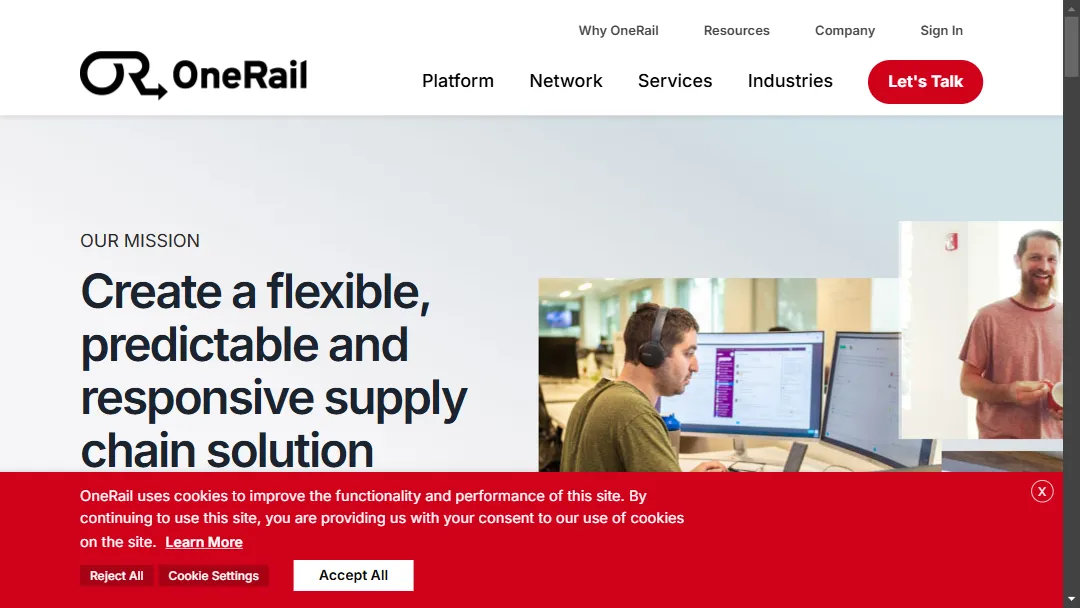 Why OneRail
Resources
Company
Sign In
OneRail
Platform
Network
Services
Industries
Let's Talk
OUR MISSION
Create a flexible,
predictable and
responsive supply
chain solution
OneRail uses cookies to improve the functionality and performance of this site. By
continuing to use this site, you are providing us with your consent to our use of cookies
on the site. Learn More
X
Reject All
Cookie Settings
Accept All